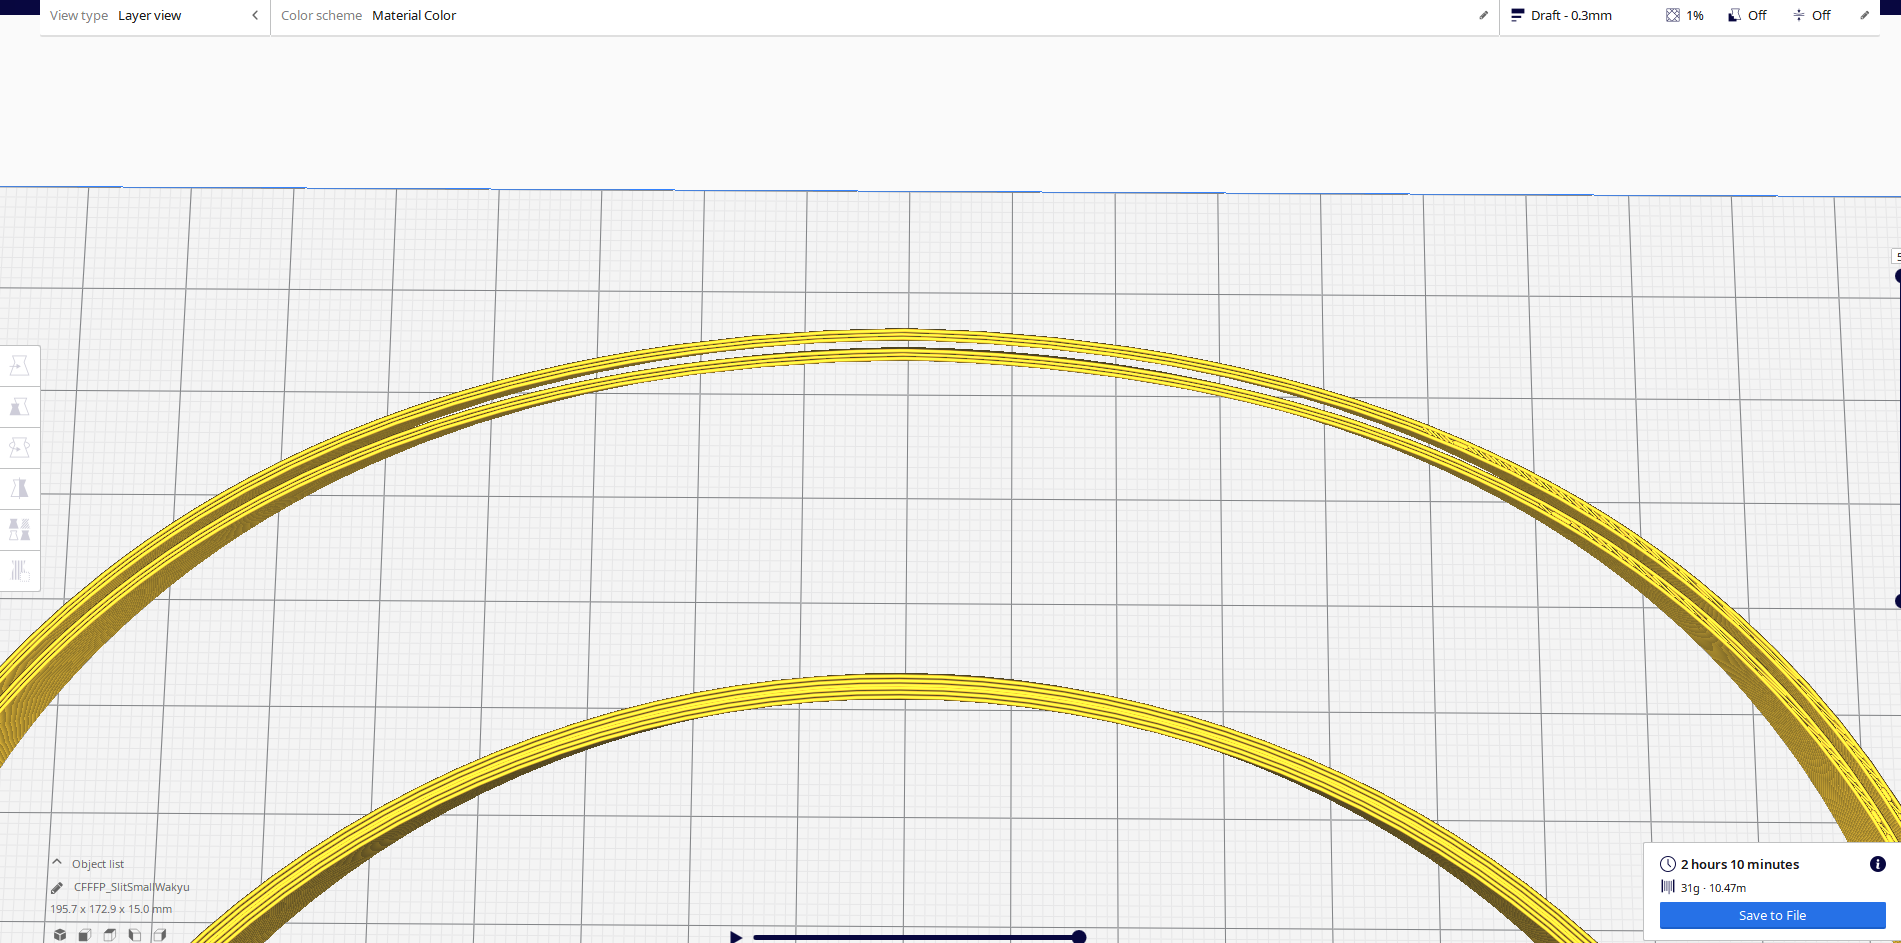 View type Layer view
Color scheme Material Color
Draft - 0.3mm 1% Off Off
Object list
CFFFFP_SlitSmallWakyu
195.7 x 172.9 x 15.0 mm
2 hours 10 minutes
31g · 10.47m
Save to File